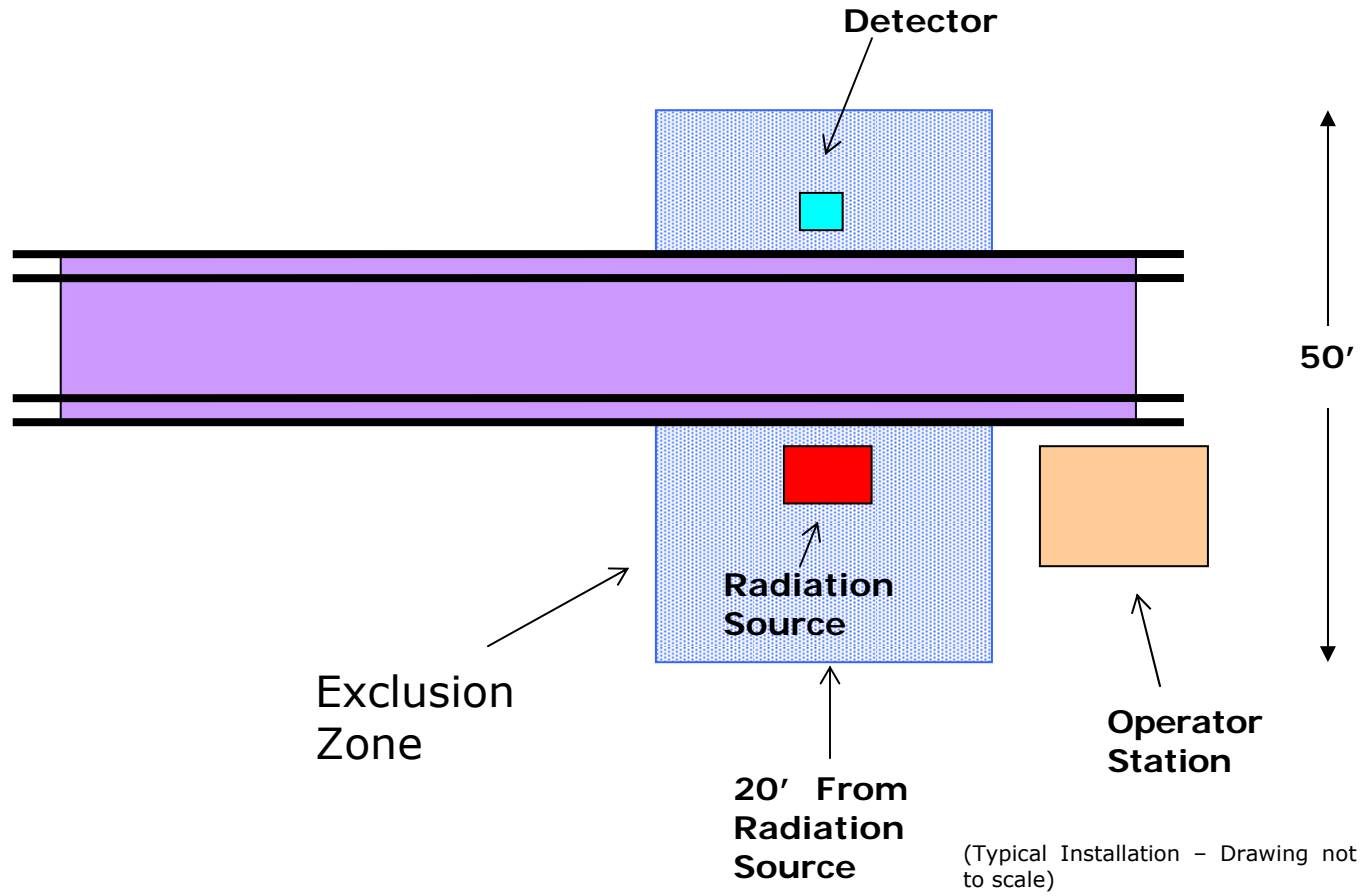 Detector
50’
Radiation
Source
Exclusion
Zone
Operator
Station
20’ From
Radiation
Source
(Typical Installation – Drawing not
to scale)